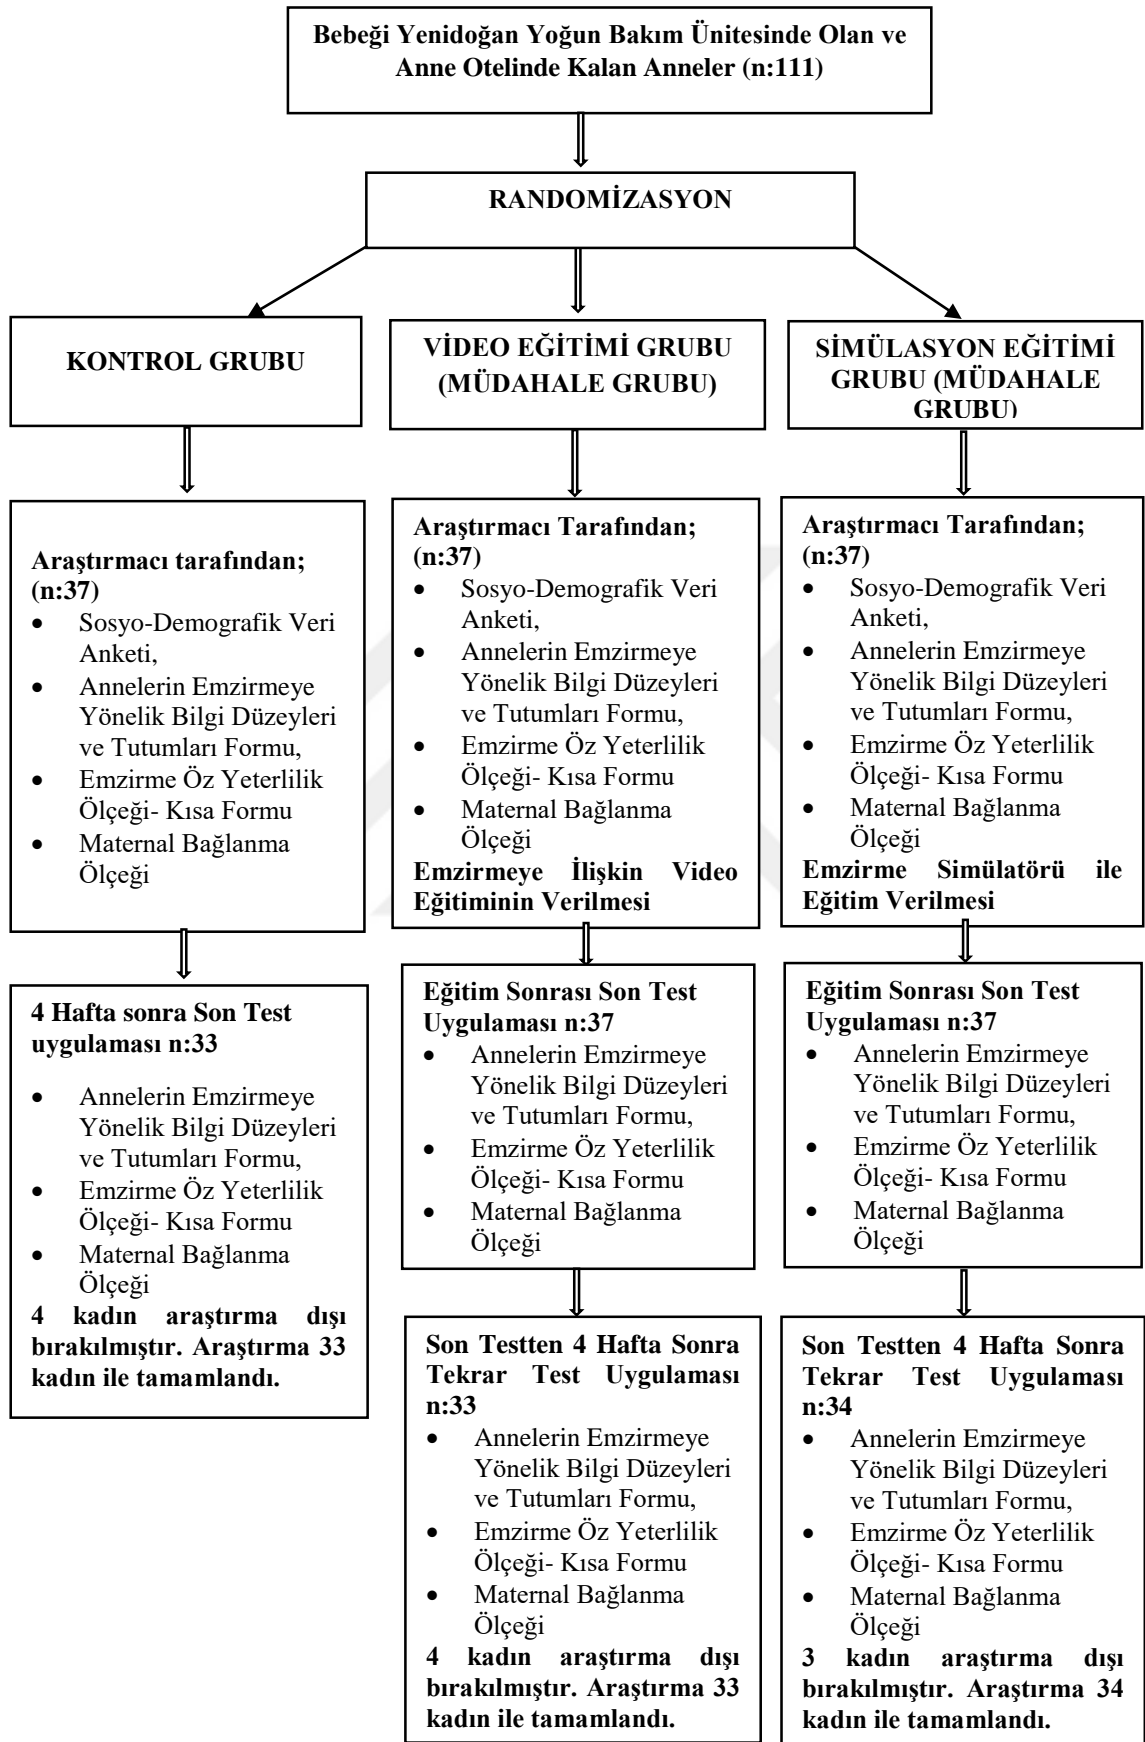 Bebeği Yenidoğan Yoğun Bakım Ünitesinde Olan ve
Anne Otelinde Kalan Anneler (n:111)
RANDOMİZASYON
KONTROL GRUBU
VİDEO EĞİTİMİ GRUBU
(MÜDAHALE GRUBU)
SİMÜLASYON EĞİTİMİ
GRUBU (MÜDAHALE
GRUBU)
Araştırmacı tarafından;
(n:37)
• Sosyo-Demografik Veri
Anketi,
• Annelerin Emzirmeye
Yönelik Bilgi Düzeyleri
ve Tutumları Formu,
• Emzirme Öz Yeterlilik
Ölçeği- Kısa Formu
• Maternal Bağlanma
Ölçeği
Araştırmacı Tarafından;
(n:37)
• Sosyo-Demografik Veri
Anketi,
• Annelerin Emzirmeye
Yönelik Bilgi Düzeyleri
ve Tutumları Formu,
• Emzirme Öz Yeterlilik
Ölçeği- Kısa Formu
• Maternal Bağlanma
Ölçeği
Emzirmeye İlişkin Video
Eğitiminin Verilmesi
Araştırmacı Tarafından;
(n:37)
• Sosyo-Demografik Veri
Anketi,
• Annelerin Emzirmeye
Yönelik Bilgi Düzeyleri
ve Tutumları Formu,
• Emzirme Öz Yeterlilik
Ölçeği- Kısa Formu
• Maternal Bağlanma
Ölçeği
Emzirme Simülatörü ile
Eğitim Verilmesi
4 Hafta sonra Son Test
uygulaması n:33
• Annelerin Emzirmeye
Yönelik Bilgi Düzeyleri
ve Tutumları Formu,
• Emzirme Öz Yeterlilik
Ölçeği- Kısa Formu
• Maternal Bağlanma
Ölçeği
4 kadın araştırma dışı
bırakılmıştır. Araştırma 33
kadın ile tamamlandı.
Eğitim Sonrası Son Test
Uygulaması n:37
• Annelerin Emzirmeye
Yönelik Bilgi Düzeyleri
ve Tutumları Formu,
• Emzirme Öz Yeterlilik
Ölçeği- Kısa Formu
• Maternal Bağlanma
Ölçeği
Eğitim Sonrası Son Test
Uygulaması n:37
• Annelerin Emzirmeye
Yönelik Bilgi Düzeyleri
ve Tutumları Formu,
• Emzirme Öz Yeterlilik
Ölçeği- Kısa Formu
• Maternal Bağlanma
Ölçeği
Son Testten 4 Hafta Sonra
Tekrar Test Uygulaması
n:33
• Annelerin Emzirmeye
Yönelik Bilgi Düzeyleri
ve Tutumları Formu,
• Emzirme Öz Yeterlilik
Ölçeği- Kısa Formu
• Maternal Bağlanma
Ölçeği
4 kadın araştırma dışı
bırakılmıştır. Araştırma 33
kadın ile tamamlandı.
Son Testten 4 Hafta Sonra
Tekrar Test Uygulaması
n:34
• Annelerin Emzirmeye
Yönelik Bilgi Düzeyleri
ve Tutumları Formu,
• Emzirme Öz Yeterlilik
Ölçeği- Kısa Formu
• Maternal Bağlanma
Ölçeği
3 kadın araştırma dışı
bırakılmıştır. Araştırma 34
kadın ile tamamlandı.